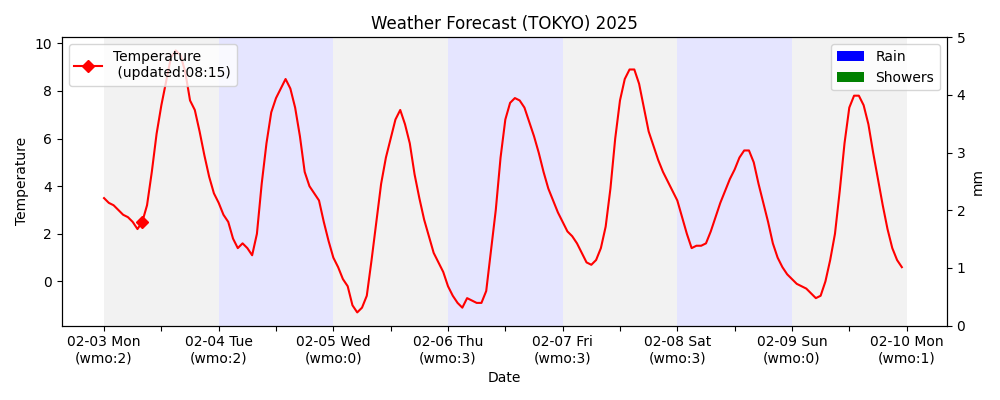 Weather Forecast (TOKYO) 2025
Temperature
(updated:08:15)
Rain
Showers
Temperature
10
8
6
4
2
0
5
4
3
2
1
0
mm
02-03 Mon
(wmo:2)
02-04 Tue
(wmo:2)
02-05 Wed
(wmo:0)
02-06 Thu
(wmo:3)
02-07 Fri
(wmo:3)
02-08 Sat
(wmo:3)
02-09 Sun
(wmo:0)
02-10 Mon
(wmo:1)
Date